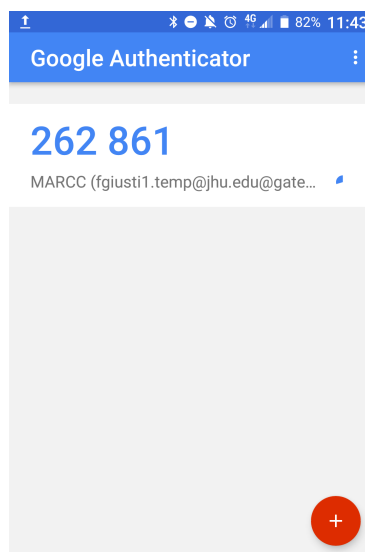 4G 82% 11:43
Google Authenticator
262 861
MARCC (fgiusti1.temp@jhu.edu@gate...
+